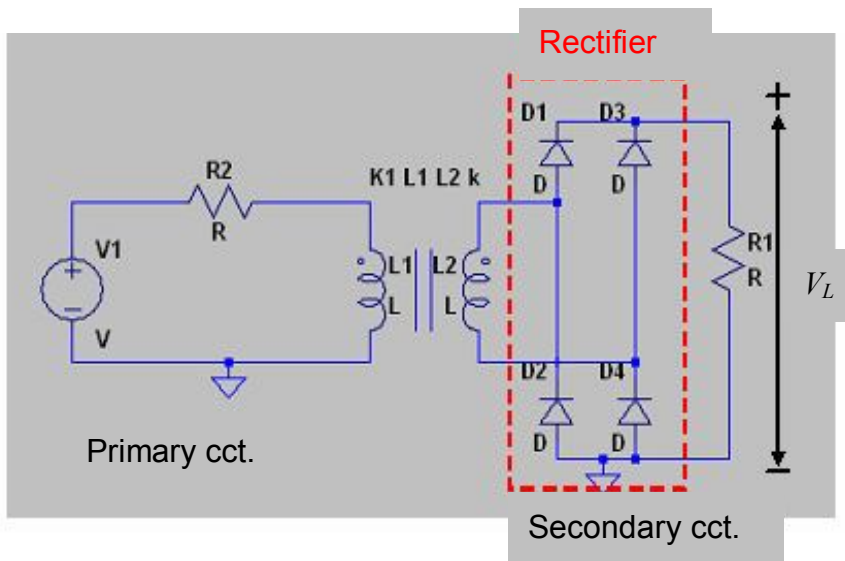 Rectifier
D1 D3
R2
K1 L1 L2 k
D D
R
V1
R1
L1 L2
R
V_L
L L
V
D2 D4
Primary cct.
D D
Secondary cct.